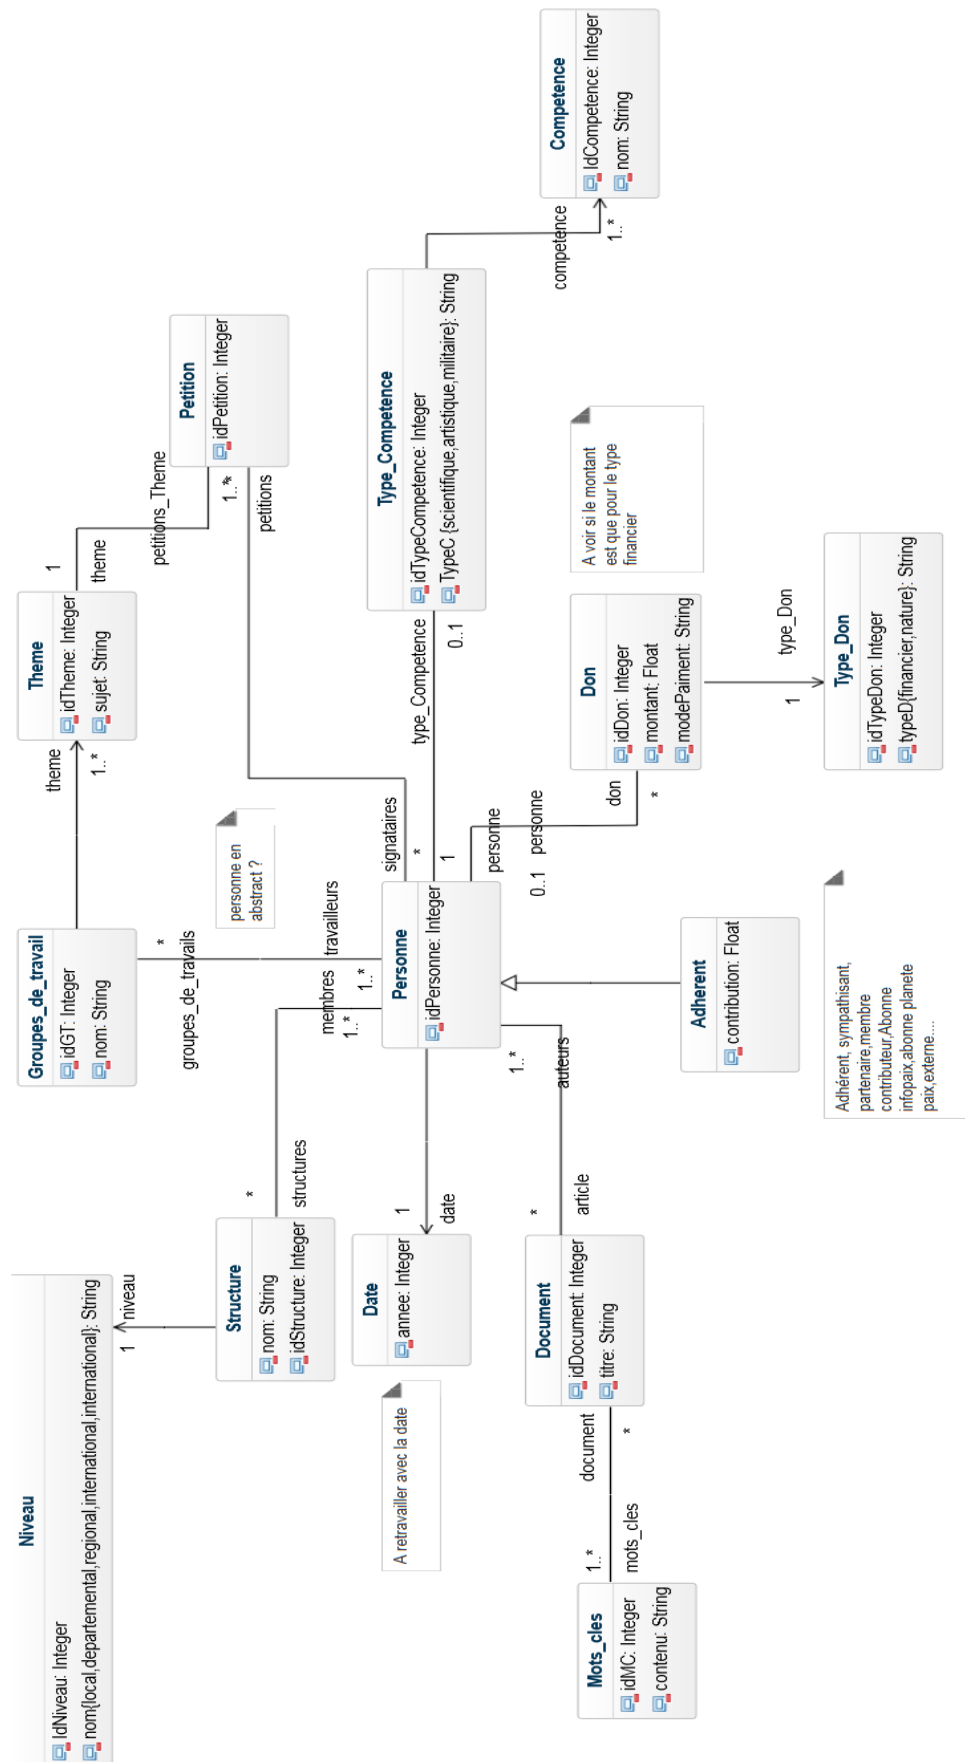 Niveau
IdNiveau: Integer
nom{local,departemental,regional,international,international}: String
1
niveau
Structure
nom: String
idStructure: Integer
*
structures
membres
1..*
Groupes_de_travail
idGT: Integer
nom: String
*
groupes_de_travails
travailleurs
1..*
theme
1..*
Theme
idTheme: Integer
sujet: String
1
theme
petitions_Theme
*
Petition
idPetition: Integer
1..*
petitions
signataires
*
personne en
abstract ?
Personne
idPersonne: Integer
Date
annee: Integer
1
date
A retravailler avec la date
1
type_Competence
0..1
Type_Competence
idTypeCompetence: Integer
TypeC {scientifique,artistique,militaire}: String
competence
1..*
Competence
IdCompetence: Integer
nom: String
personne
0..1
personne
don
*
Don
idDon: Integer
montant: Float
modePaiment: String
A voir si le montant
est que pour le type
financier
1
type_Don
Type_Don
idTypeDon: Integer
typeD{financier,nature}: String
Adherent
contribution: Float
Adhérent, sympathisant,
partenaire,membre
contributeur,Abonne
infopaix,abonne planete
paix,externe....
1..*
auteurs
*
article
Document
idDocument: Integer
titre: String
document
*
1..*
mots_cles
Mots_cles
idMC: Integer
contenu: String